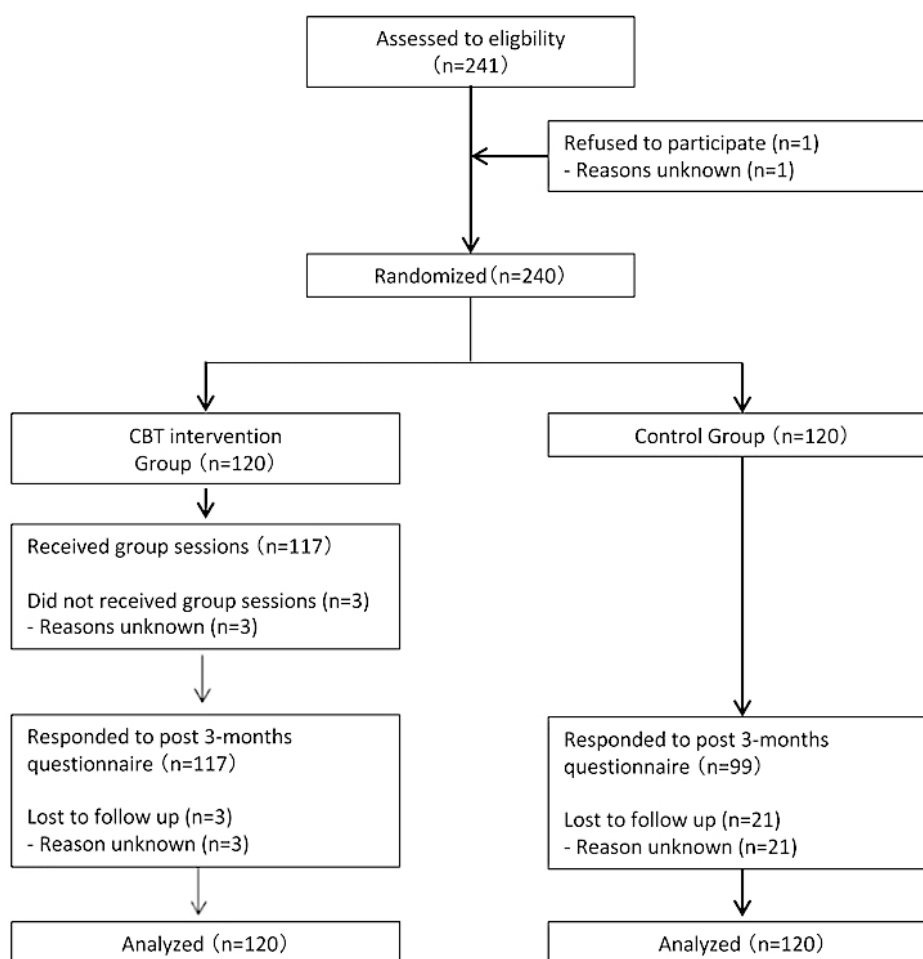 Assessed to eligbility
(n=241)
Refused to participate (n=1)
- Reasons unknown (n=1)
Randomized (n=240)
CBT intervention
Group (n=120)
Control Group (n=120)
Received group sessions (n=117)
Did not received group sessions (n=3)
- Reasons unknown (n=3)
Responded to post 3-months
questionnaire (n=117)
Lost to follow up (n=3)
- Reason unknown (n=3)
Responded to post 3-months
questionnaire (n=99)
Lost to follow up (n=21)
- Reason unknown (n=21)
Analyzed (n=120)
Analyzed (n=120)